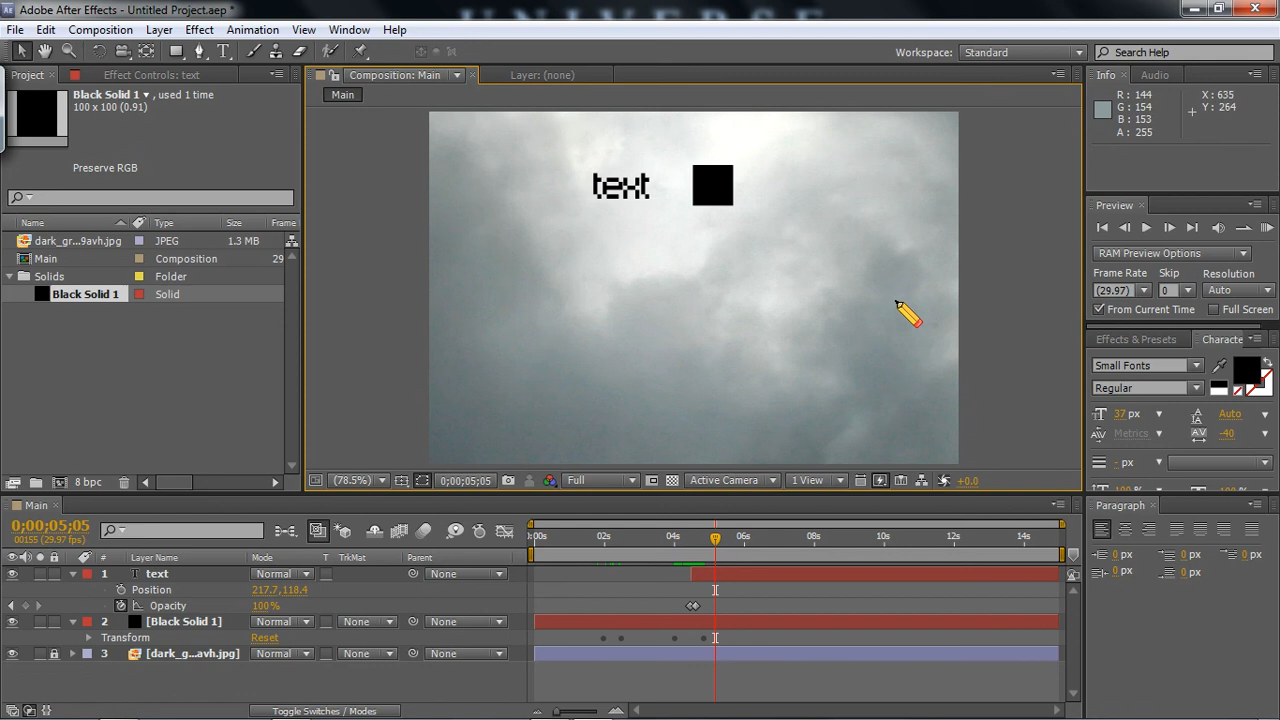 UNIVERSE
Adobe After Effects - Untitled Project.aep *
File Edit Composition Layer Effect Animation View Window Help
Workspace: Standard Search Help
Project Effect Controls: text
Black Solid 1 , used 1 time
100 x 100 (0.91)
Preserve RGB
Name Type Size Frame
dark_gr...9avh.jpg JPEG 1.3 MB
Main Composition 29
Solids Folder
Black Solid 1 Solid
8 bpc
Composition: Main Layer: (none)
Main
text
(78.5%) 0;00;05;05 Full Active Camera 1 View +0.0
Info Audio
R : 144 X : 635
G : 154 Y : 264
B : 153
A : 255
Preview
RAM Preview Options
Frame Rate Skip Resolution
(29.97) 0 Auto
From Current Time Full Screen
Effects & Presets Characte
Small Fonts
Regular
37 px Auto
Metrics -40
- px
Main
0;00;05;05
00155 (29.97 fps)
# Layer Name Mode T TrkMat Parent
:00s 02s 04s 06s 08s 10s 12s 14s
1 T text Normal None
Position 217.7,118.4
Opacity 100%
2 [Black Solid 1] Normal None None
Transform Reset
3 [dark_g...avh.jpg] Normal None None
Toggle Switches / Modes
Paragraph
0 px 0 px 0 px
0 px 0 px